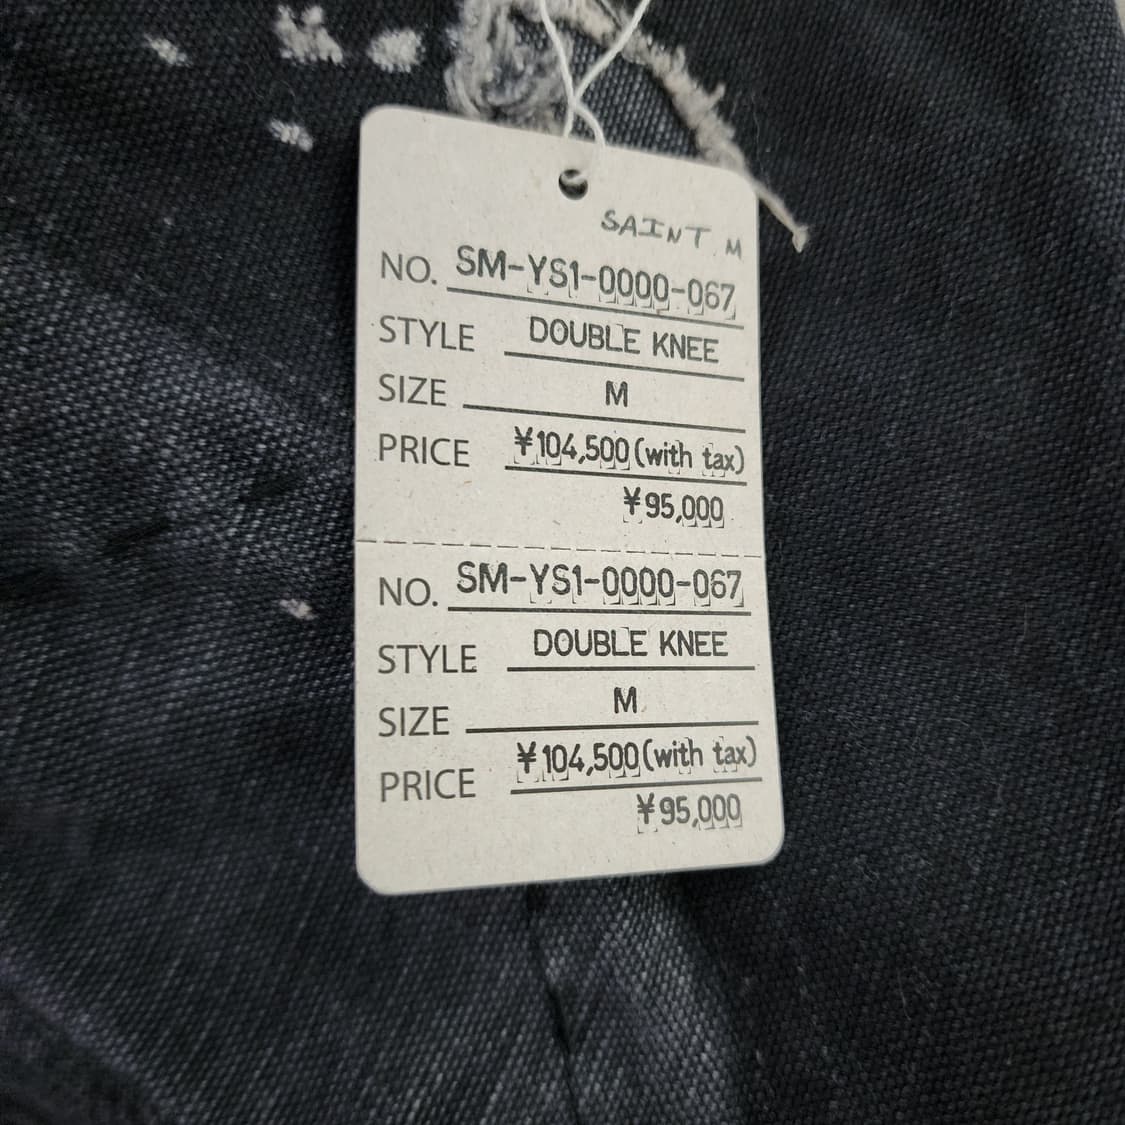 SAINT M
NO. SM-YS1-0000-067
STYLE DOUBLE KNEE
SIZE M
PRICE ¥104,500(with tax)
¥95,000
NO. SM-YS1-0000-067
STYLE DOUBLE KNEE
SIZE M
PRICE ¥104,500(with tax)
¥95,000